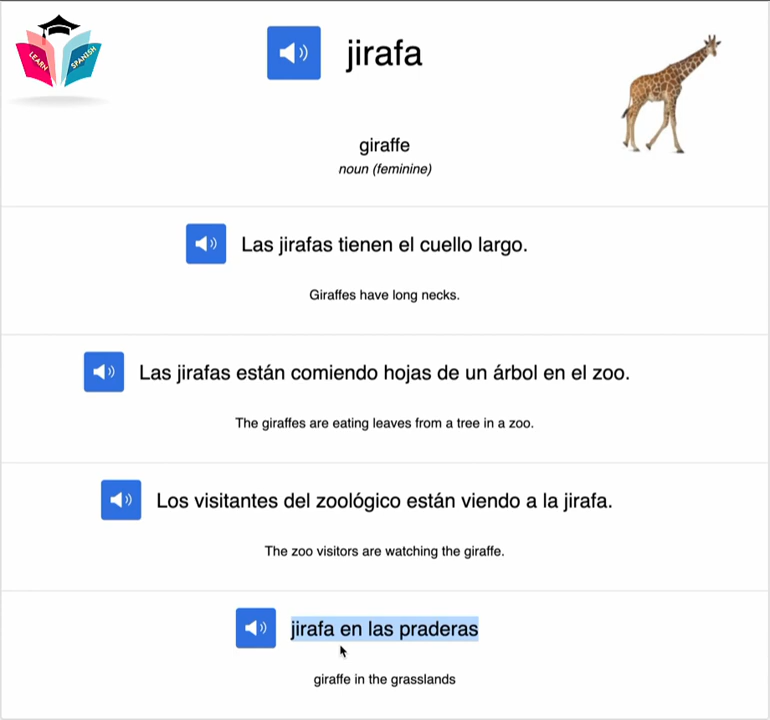 LEARN
SPANISH
jirafa
giraffe
noun (feminine)
Las jirafas tienen el cuello largo.
Giraffes have long necks.
Las jirafas están comiendo hojas de un árbol en el zoo.
The giraffes are eating leaves from a tree in a zoo.
Los visitantes del zoológico están viendo a la jirafa.
The zoo visitors are watching the giraffe.
jirafa en las praderas
giraffe in the grasslands